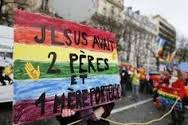 JESUS AVAIT
2 PÈRES
ET
1 MÈRE PORTEUSE